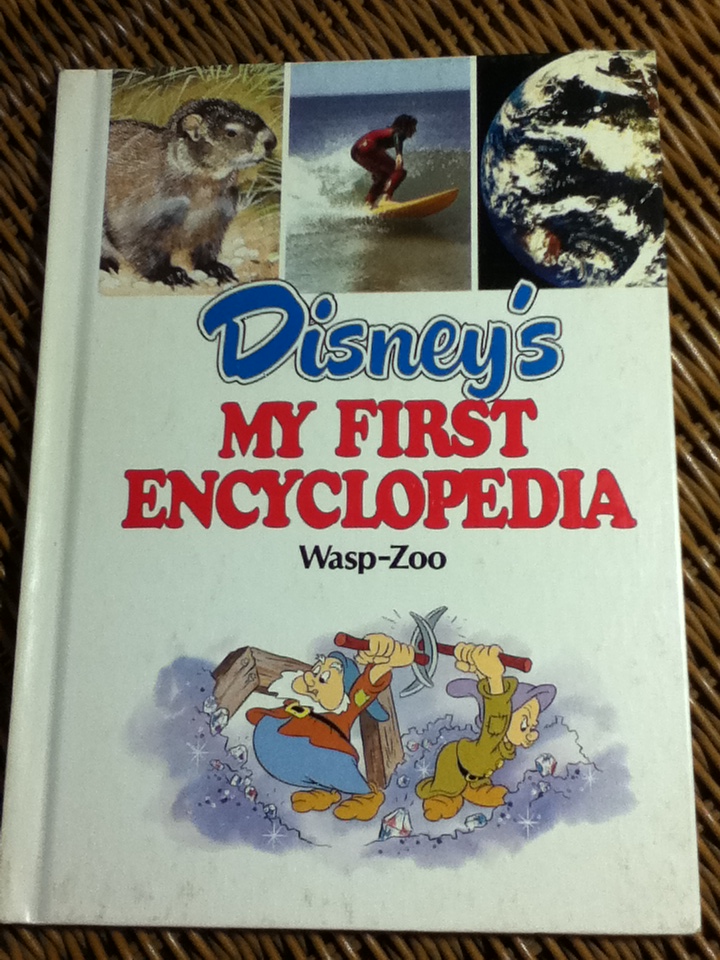 Disney's
MY FIRST
ENCYCLOPEDIA
Wasp-Zoo